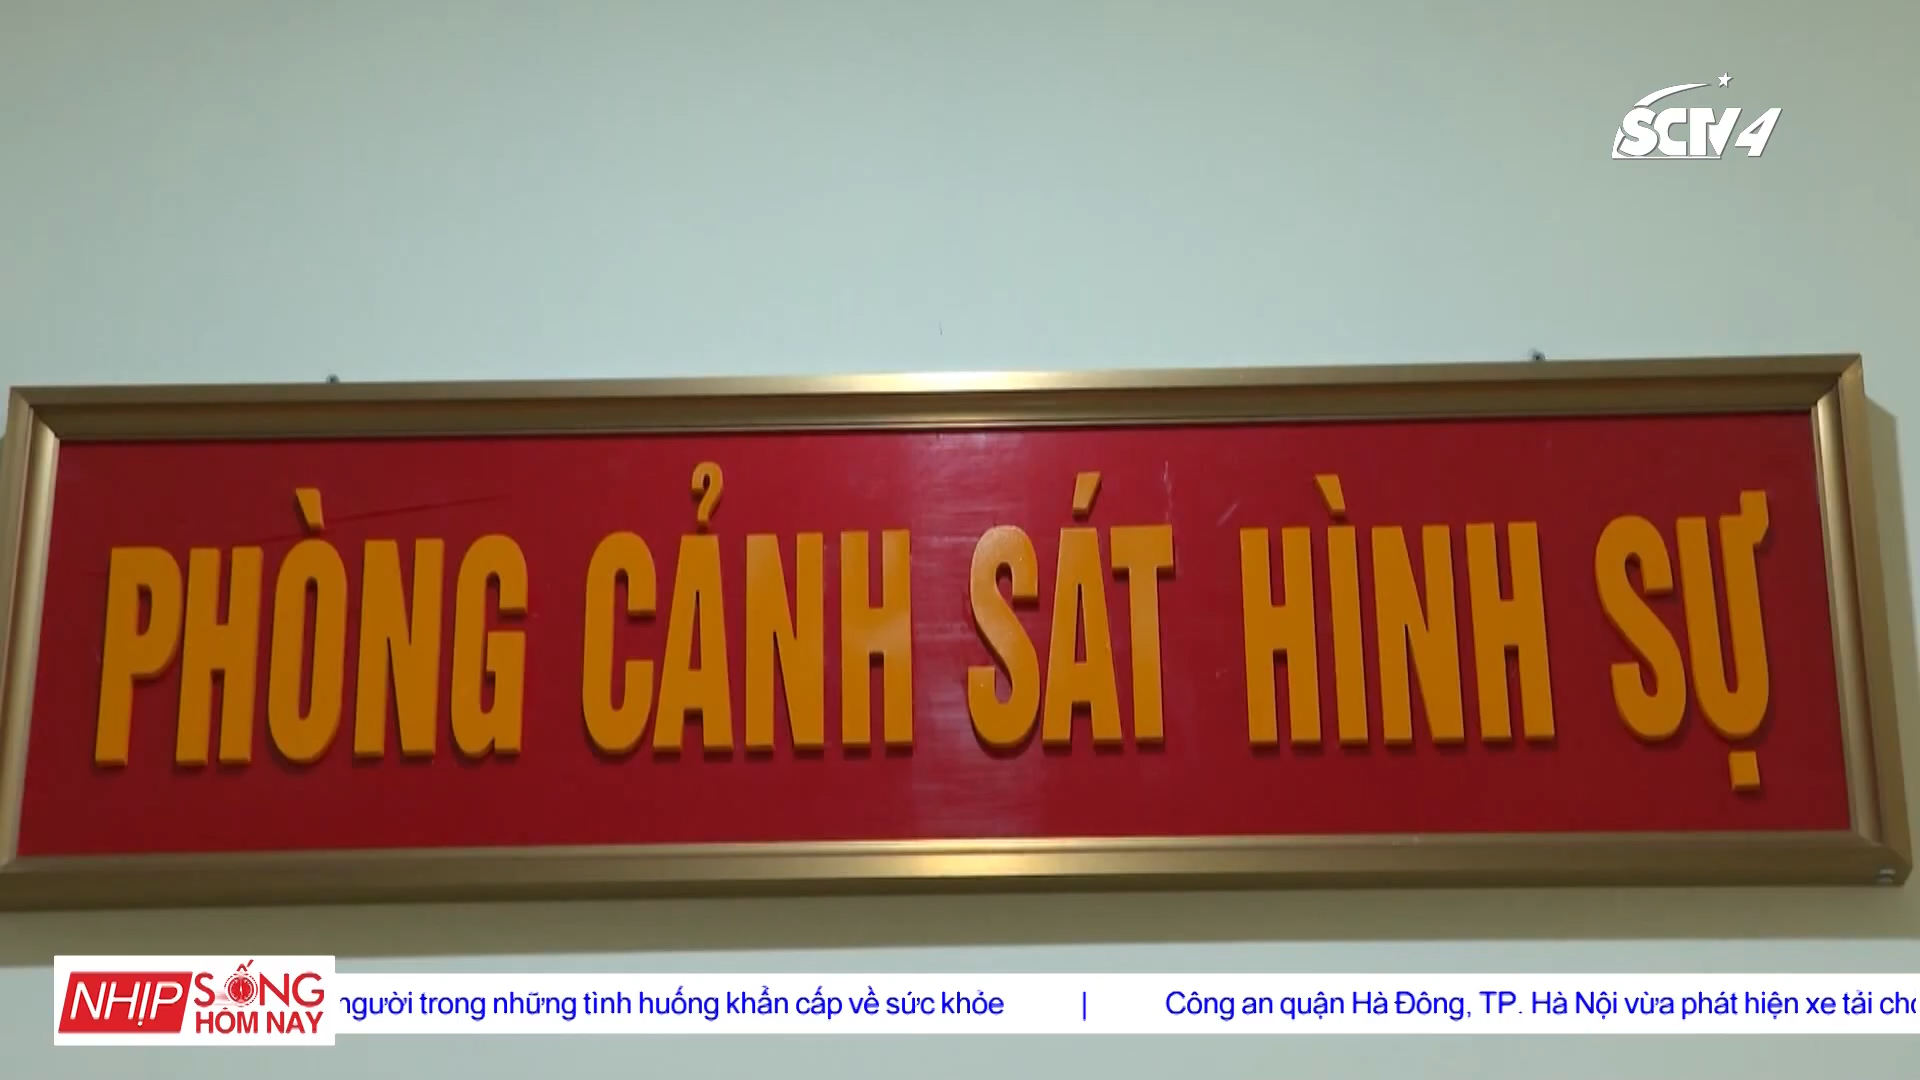 SCTV4
PHÒNG CẢNH SÁT HÌNH SỰ
NHỊP SỐNG HÔM NAY
người trong những tình huống khẩn cấp về sức khỏe | Công an quận Hà Đông, TP. Hà Nội vừa phát hiện xe tải